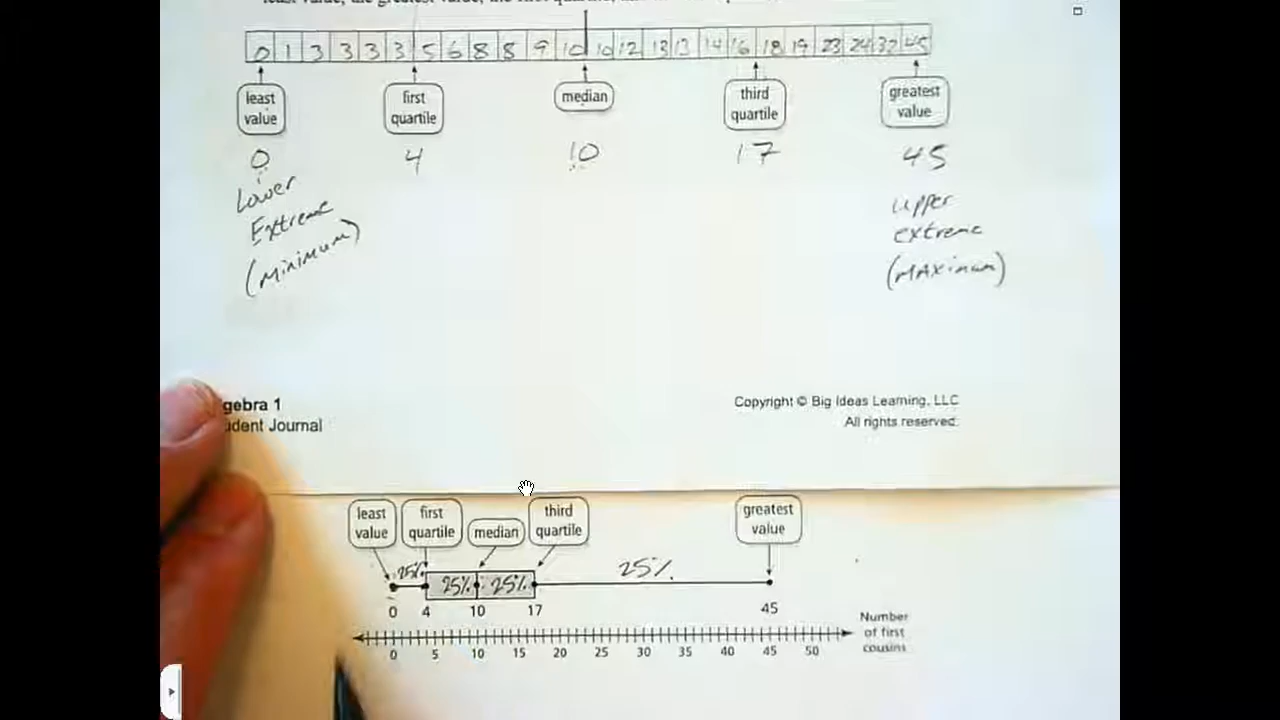 0 1 3 3 3 3 5 6 8 8 9 10 10 12 13 13 14 16 18 19 23 24 32 45
least value
first quartile
median
third quartile
greatest value
0 4 10 17 45
Lower
Extreme
(Minimum)
upper
extreme
(MAXimum)
gebra 1
dent Journal
Copyright © Big Ideas Learning, LLC
All rights reserved.
least value
first quartile
median
third quartile
greatest value
25% 25% 25% 25%
0 4 10 17 45
0 5 10 15 20 25 30 35 40 45 50
Number
of first
cousins